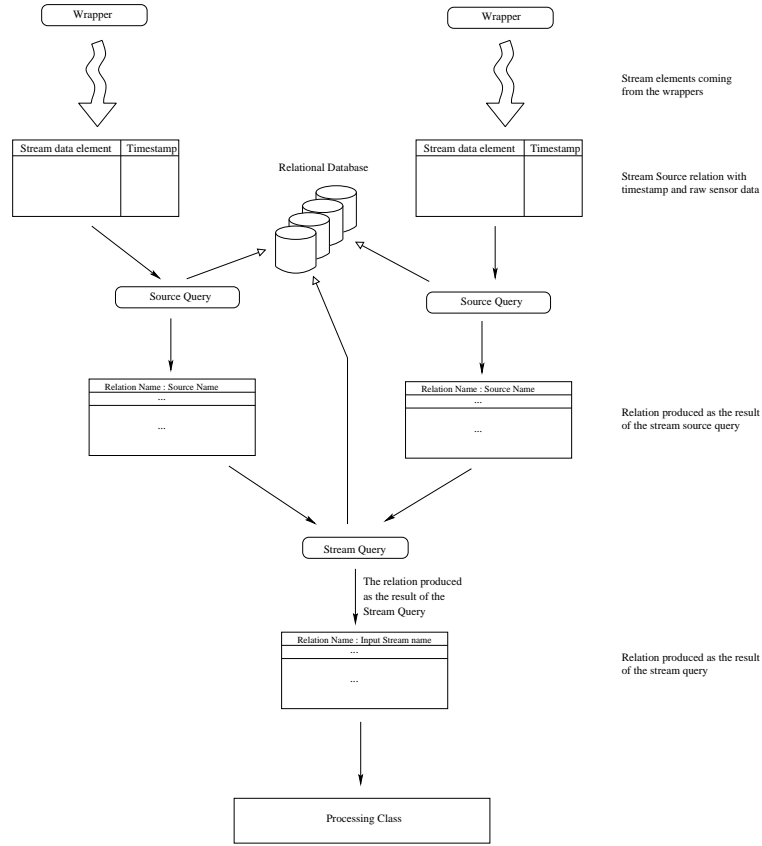 Wrapper
Wrapper
Stream elements coming
from the wrappers
Stream data element
Timestamp
Stream data element
Timestamp
Relational Database
Stream Source relation with
timestamp and raw sensor data
Source Query
Source Query
Relation Name : Source Name
...
...
Relation Name : Source Name
...
...
Relation produced as the result
of the stream source query
Stream Query
The relation produced
as the result of the
Stream Query
Relation Name : Input Stream name
...
...
Relation produced as the result
of the stream query
Processing Class